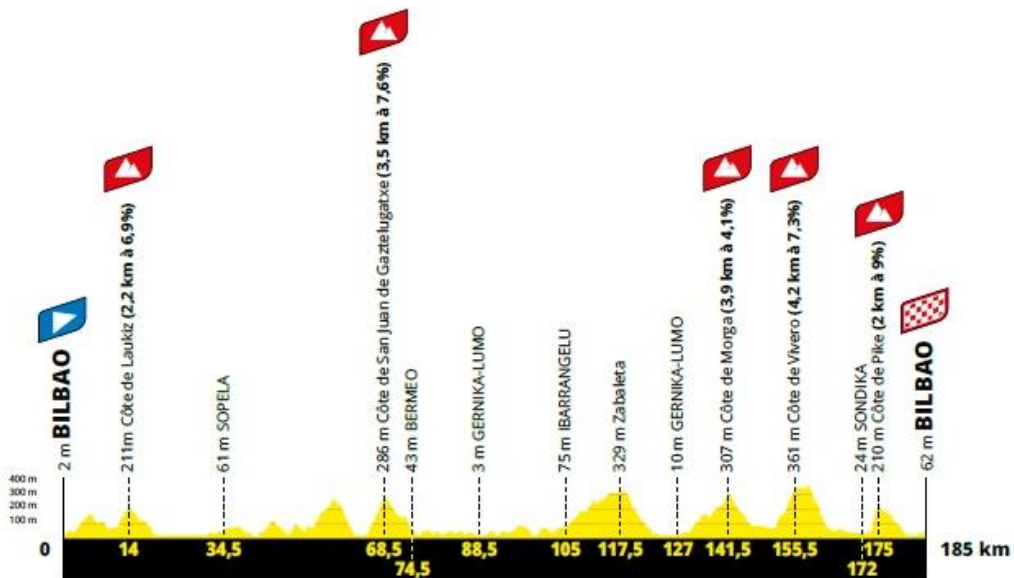 2 m BILBAO
211m Côte de Laukiz (2,2 km à 6,9%)
61 m SOPELA
286 m Côte de San Juan de Gaztelugatxe (3,5 km à 7,6%)
43 m BERMEO
3 m GERNIKA-LUMO
75 m IBARRANGELU
329 m Zabaleta
10 m GERNIKA-LUMO
307 m Côte de Morga (3,9 km à 4,1%)
361 m Côte de Vivero (4,2 km à 7,3%)
24 m SONDIKA
210 m Côte de Pike (2 km à 9%)
62 m BILBAO
400 m
300 m
200 m
100 m
0 14 34,5 68,5 88,5 105 117,5 127 141,5 155,5 175 185 km
74,5 172